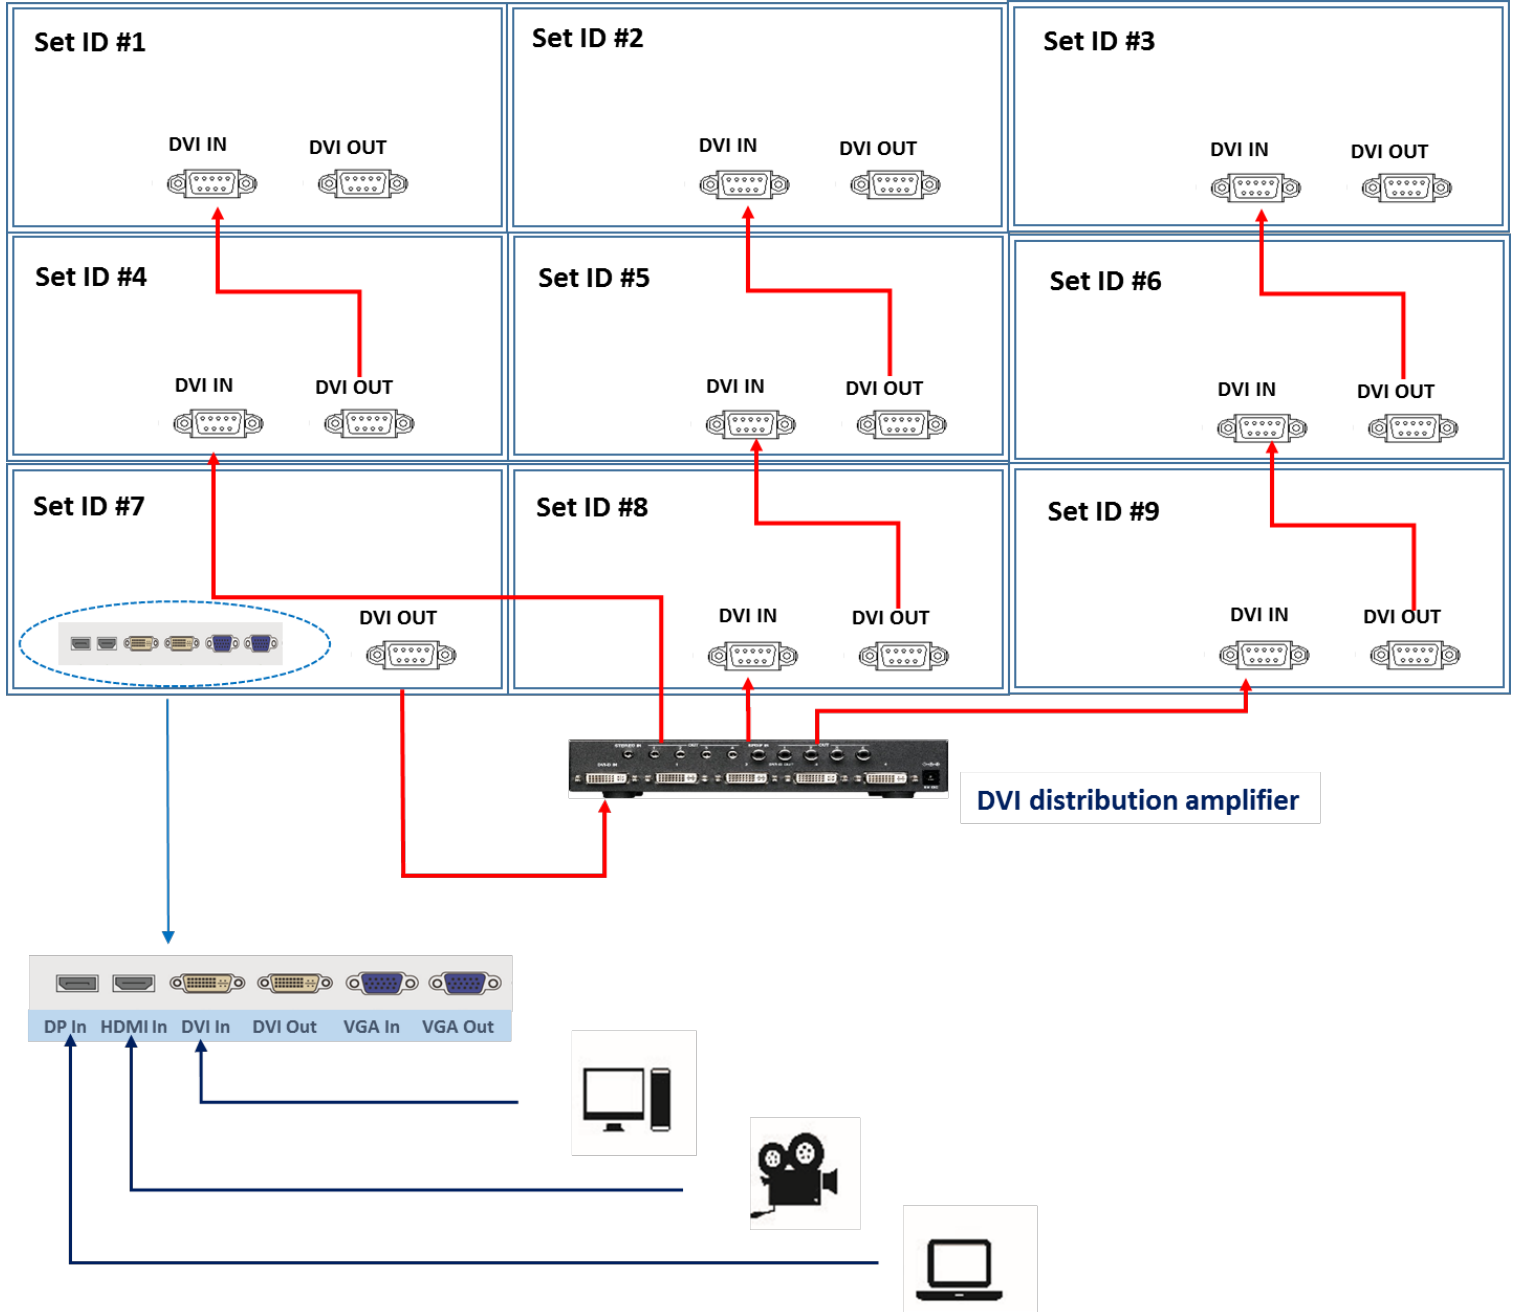 Set ID #1
Set ID #2
Set ID #3
DVI IN
DVI OUT
DVI IN
DVI OUT
DVI IN
DVI OUT
Set ID #4
Set ID #5
Set ID #6
DVI IN
DVI OUT
DVI IN
DVI OUT
DVI IN
DVI OUT
Set ID #7
Set ID #8
Set ID #9
DVI OUT
DVI IN
DVI OUT
DVI IN
DVI OUT
DVI distribution amplifier
DP In
HDMI In
DVI In
DVI Out
VGA In
VGA Out